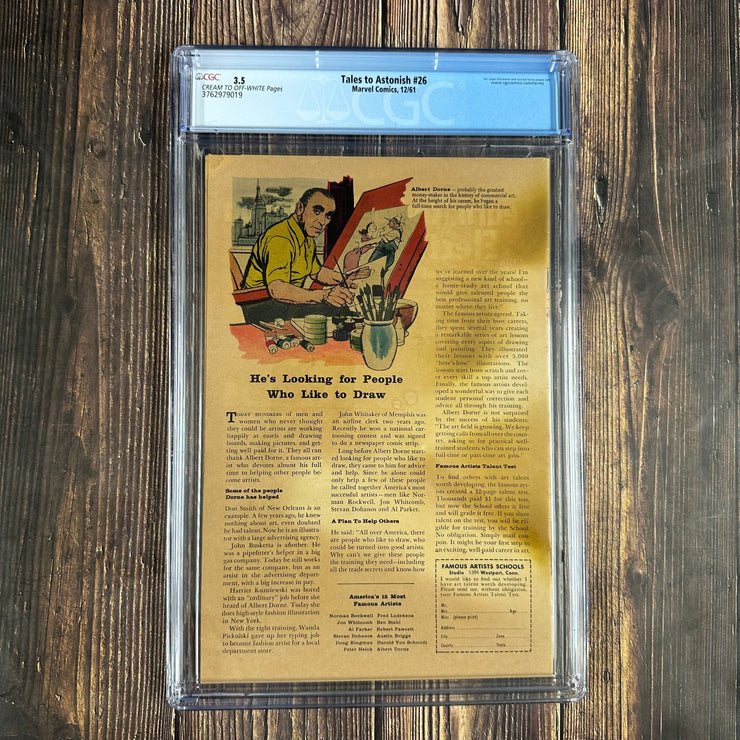 CGC 3.5
CREAM TO OFF-WHITE Pages
3762979019
Tales to Astonish #26
Marvel Comics, 12/61
CGC
Albert Dorne — probably the greatest
money-maker in the history of commercial art.
At the height of his career, he began a
full-time search for people who like to draw.
He's Looking for People
Who Like to Draw
TODAY HUNDREDS of men and
women who never thought
they could be artists are working
happily at easels and drawing
boards, making pictures, and get-
ting well paid for it. They all can
thank Albert Dorne, a famous art-
ist who devotes almost his full
time to helping other people be-
come artists.
Some of the people
Dorne has helped
Don Smith of New Orleans is an
example. A few years ago, he knew
nothing about art, even doubted
he had talent. Now he is an illus-
trator with a large advertising agency.
John Busketta is another. He
was a pipefitter's helper in a big
gas company. Today he still works
for the same company, but as an
artist in the advertising depart-
ment, with a big increase in pay.
Harriet Kuzniewski was bored
with an "ordinary" job before she
heard of Albert Dorne. Today she
does high style fashion illustration
in New York.
With the right training, Wanda
Pickulski gave up her typing job
to become fashion artist for a local
department store.
John Whitaker of Memphis was
an airline clerk two years ago.
Recently he won a national car-
tooning contest and was signed
to do a newspaper comic strip.
Long before Albert Dorne start-
ed looking for people who like to
draw, they came to him for advice
and help. Since he alone could
only help a few of these people
he called together America's most
successful artists—men like Nor-
man Rockwell, Jon Whitcomb,
Stevan Dohanos and Al Parker.
A Plan To Help Others
He said: "All over America, there
are people who like to draw, who
could be turned into good artists.
Why can't we give these people
the training they need—including
all the trade secrets and know-how
America's 12 Most
Famous Artists
Norman Rockwell Fred Ludekens
Jon Whitcomb Ben Stahl
Al Parker Robert Fawcett
Stevan Dohanos Austin Briggs
Doug Kingman Harold Von Schmidt
Peter Helck Albert Dorne
we've learned over the years? I'm
suggesting a new kind of school—
a home-study art school that
would give talented people the
best professional art training, no
matter where they live."
The famous artists agreed. Tak-
ing time from their busy careers,
they spent several years creating
a remarkable series of art lessons
covering every aspect of drawing
and painting. They illustrated
their lessons with over 5,000
"here's-how" illustrations. The
lessons start from scratch and cov-
er every skill a top artist needs.
Finally, the famous artists devel-
oped a wonderful way to give each
student personal correction and
advice all through his training.
Albert Dorne is not surprised
by the success of his students.
"The art field is growing. We keep
getting calls from all over the coun-
try, asking us for practical well-
trained students who can step into
full-time or part-time art jobs."
Famous Artists Talent Test
To find others with art talent
worth developing, the famous art-
ists created a 12-page talent test.
Thousands paid $1 for this test,
but now the School offers it free
and will grade it free. If you show
talent on the test, you will be eli-
gible for training by the School.
No obligation. Simply mail cou-
pon. It might be your first step to
an exciting, well-paid career in art.
FAMOUS ARTISTS SCHOOLS
Westport, Conn.
I would like to find out whether I
have art talent worth developing.
Please send me, without obligation,
your Famous Artists Talent Test.
Mr.
Mrs. Age
Miss (please print)
Address
City Zone
County State